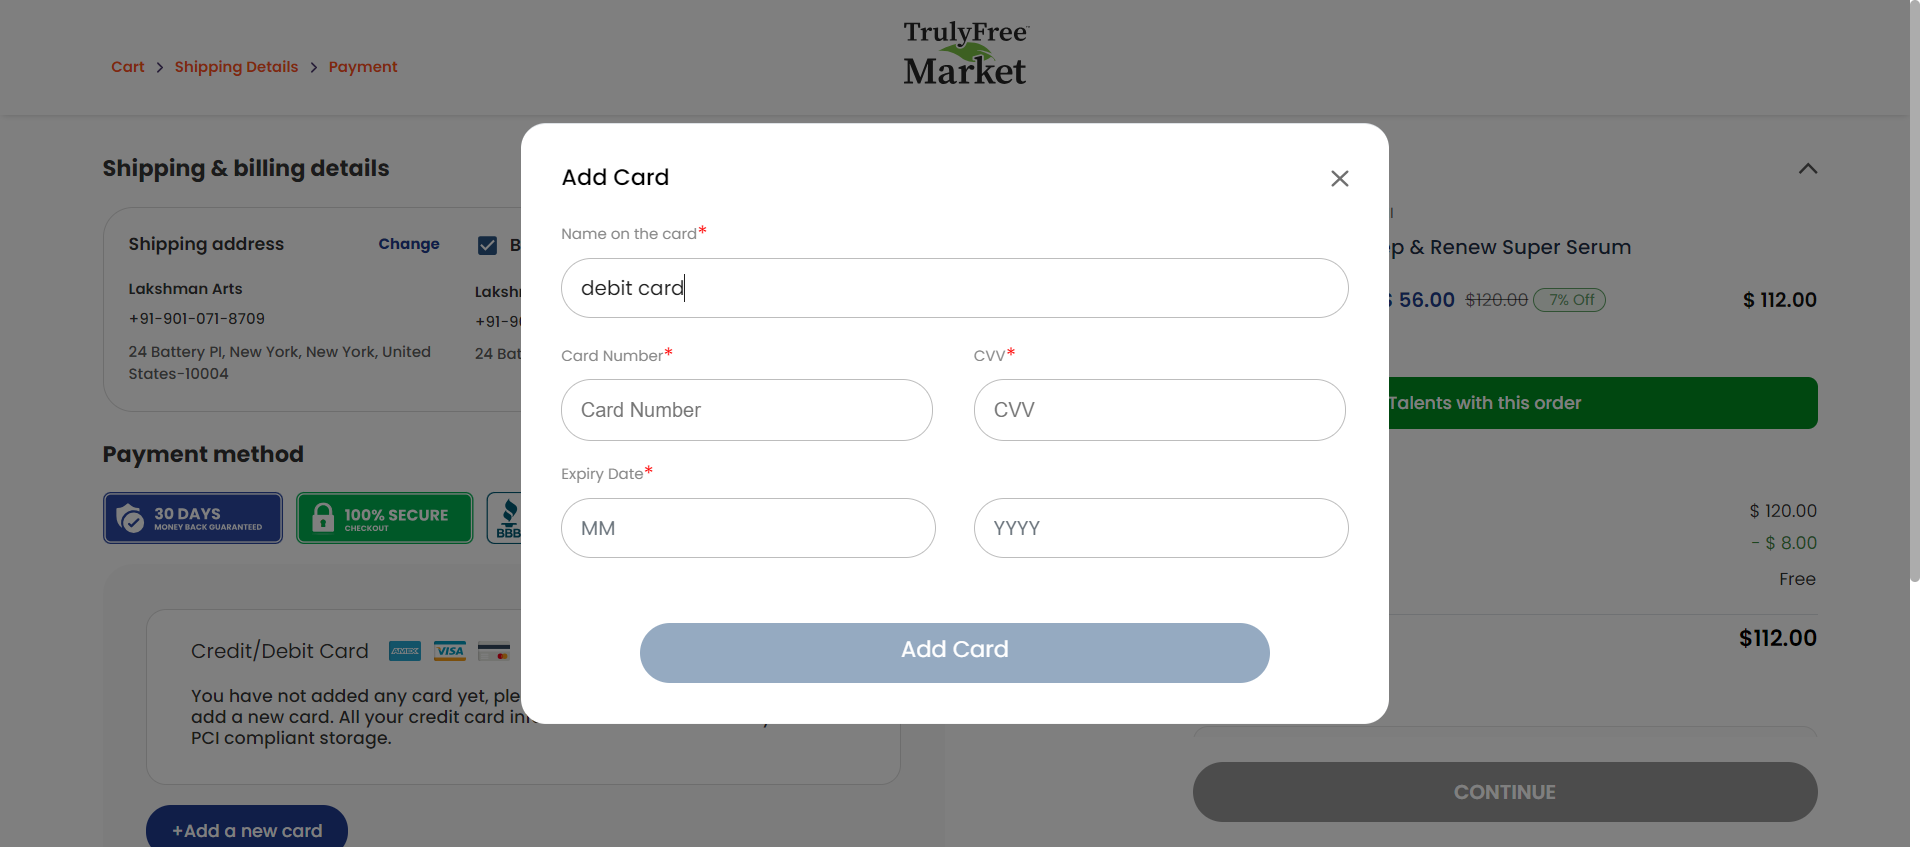 TrulyFree
Market
Cart > Shipping Details > Payment
Shipping & billing details
Shipping address
Change
Lakshman Arts
+91-901-071-8709
24 Battery Pl, New York, New York, United
States-10004
B
Laksh
+91-9
24 Bat
Payment method
30 DAYS
MONEY BACK GUARANTEED
100% SECURE
CHECKOUT
BBB
Credit/Debit Card
AMEX
VISA
You have not added any card yet, ple
add a new card. All your credit card in
PCI compliant storage.
+Add a new card
Add Card
Name on the card*
debit card
Card Number*
CVV*
Card Number
CVV
Expiry Date*
MM
YYYY
Add Card
p & Renew Super Serum
$ 56.00 $120.00 7% Off
$ 112.00
Talents with this order
$ 120.00
- $ 8.00
Free
$112.00
CONTINUE